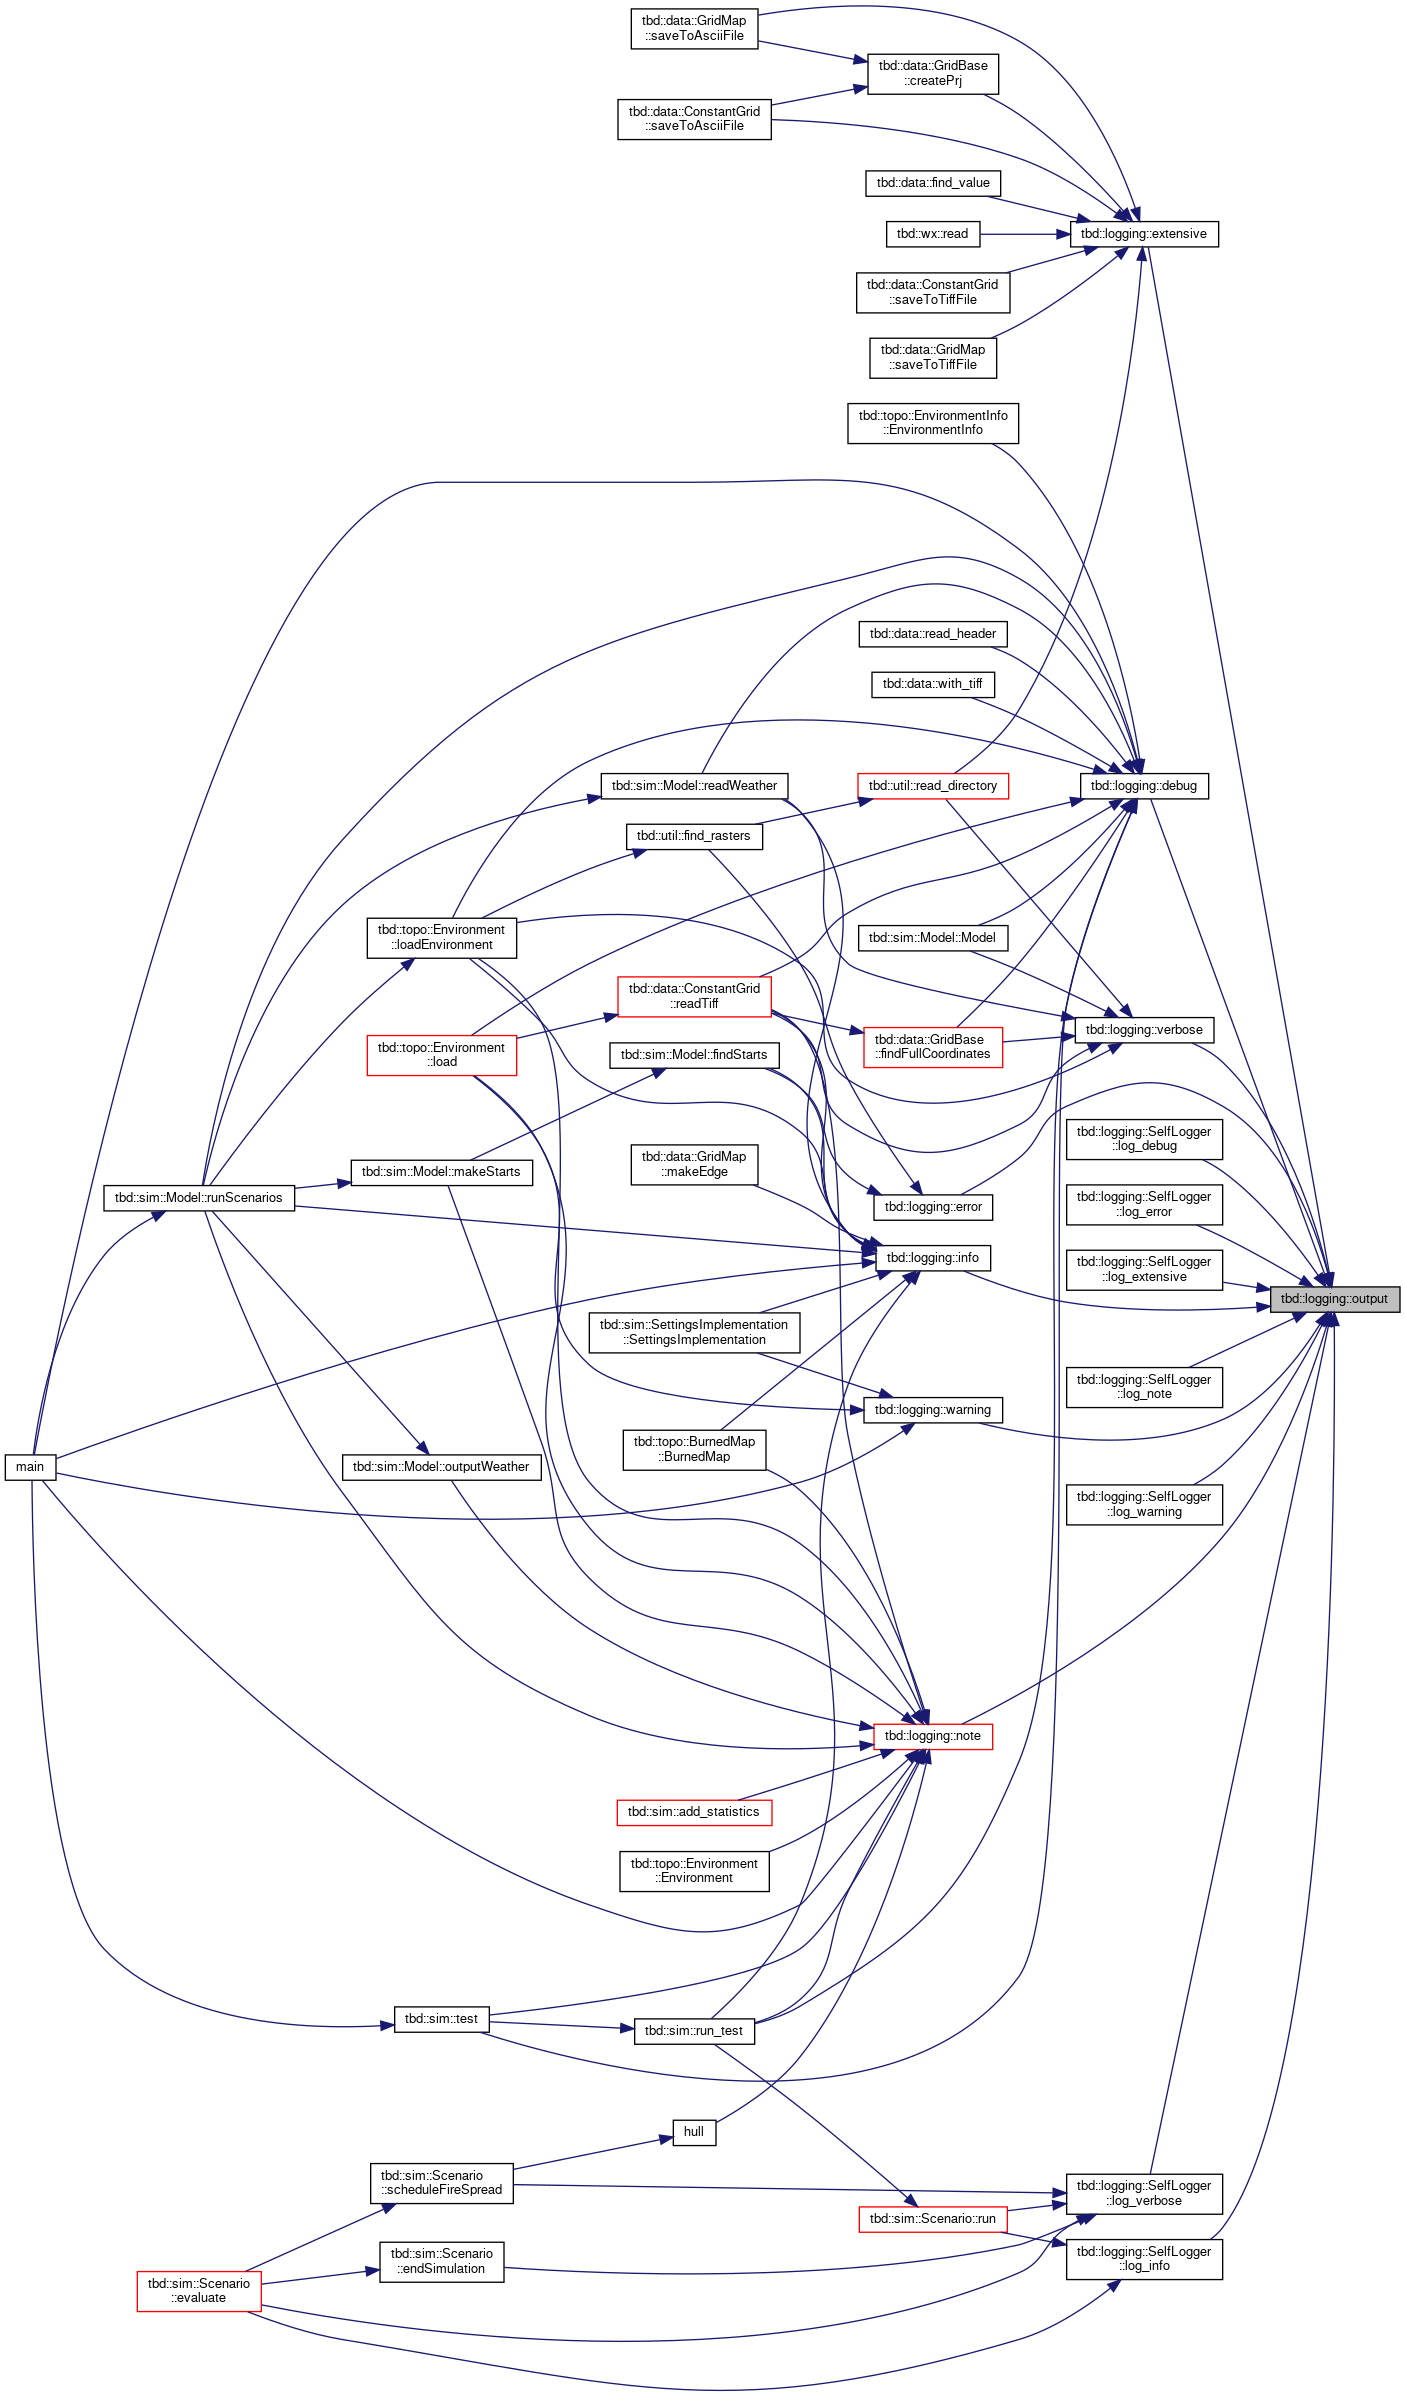 tbd::data::GridMap
::saveToAsciiFile
tbd::data::GridBase
::createPrj
tbd::data::ConstantGrid
::saveToAsciiFile
tbd::data::find_value
tbd::wx::read
tbd::logging::extensive
tbd::data::ConstantGrid
::saveToTiffFile
tbd::data::GridMap
::saveToTiffFile
tbd::topo::EnvironmentInfo
::EnvironmentInfo
tbd::data::read_header
tbd::data::with_tiff
tbd::sim::Model::readWeather
tbd::util::read_directory
tbd::logging::debug
tbd::util::find_rasters
tbd::topo::Environment
::loadEnvironment
tbd::sim::Model::Model
tbd::data::ConstantGrid
::readTiff
tbd::logging::verbose
tbd::topo::Environment
::load
tbd::sim::Model::findStarts
tbd::data::GridBase
::findFullCoordinates
tbd::logging::SelfLogger
::log_debug
tbd::data::GridMap
::makeEdge
tbd::sim::Model::makeStarts
tbd::sim::Model::runScenarios
tbd::logging::error
tbd::logging::SelfLogger
::log_error
tbd::logging::info
tbd::logging::SelfLogger
::log_extensive
tbd::logging::output
tbd::sim::SettingsImplementation
::SettingsImplementation
tbd::logging::SelfLogger
::log_note
tbd::logging::warning
tbd::topo::BurnedMap
::BurnedMap
main
tbd::sim::Model::outputWeather
tbd::logging::SelfLogger
::log_warning
tbd::logging::note
tbd::sim::add_statistics
tbd::topo::Environment
::Environment
tbd::sim::test
tbd::sim::run_test
hull
tbd::sim::Scenario
::scheduleFireSpread
tbd::logging::SelfLogger
::log_verbose
tbd::sim::Scenario::run
tbd::sim::Scenario
::endSimulation
tbd::logging::SelfLogger
::log_info
tbd::sim::Scenario
::evaluate